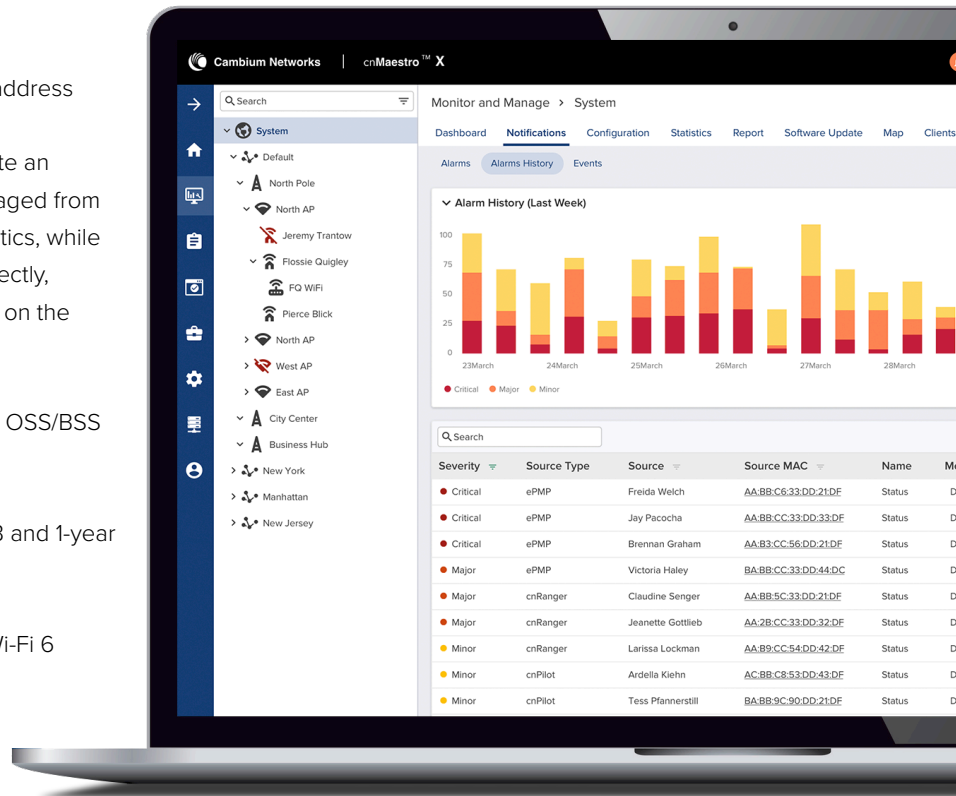 address
te an
aged from
tics, while
ectly,
on the
OSS/BSS
3 and 1-year
Wi-Fi 6
Cambium Networks | cnMaestro™ X
Search
System
Default
North Pole
North AP
Jeremy Trantow
Flossie Quigley
FQ WiFi
Pierce Blick
North AP
West AP
East AP
City Center
Business Hub
New York
Manhattan
New Jersey
Monitor and Manage > System
Dashboard Notifications Configuration Statistics Report Software Update Map Clients
Alarms Alarms History Events
Alarm History (Last Week)
100
75
50
25
0
23March 24March 25March 26March 27March 28March
Critical Major Minor
Search
Severity Source Type Source Source MAC Name
Critical ePMP Freida Welch AA:BB:C6:33:DD:21:DF Status D
Critical ePMP Jay Pacocha AA:BB:CC:33:DD:33:DF Status D
Critical ePMP Brennan Graham AA:B3:CC:56:DD:21:DF Status D
Major ePMP Victoria Haley BA:BB:CC:33:DD:44:DC Status D
Major cnRanger Claudine Senger AA:BB:5C:33:DD:21:DF Status D
Major cnRanger Jeanette Gottlieb AA:2B:CC:33:DD:32:DF Status D
Minor cnRanger Larissa Lockman AA:B9:CC:54:DD:42:DF Status D
Minor cnPilot Ardella Kiehn AC:BB:C8:53:DD:43:DF Status D
Minor cnPilot Tess Pfannerstill BA:BB:9C:90:DD:21:DF Status D